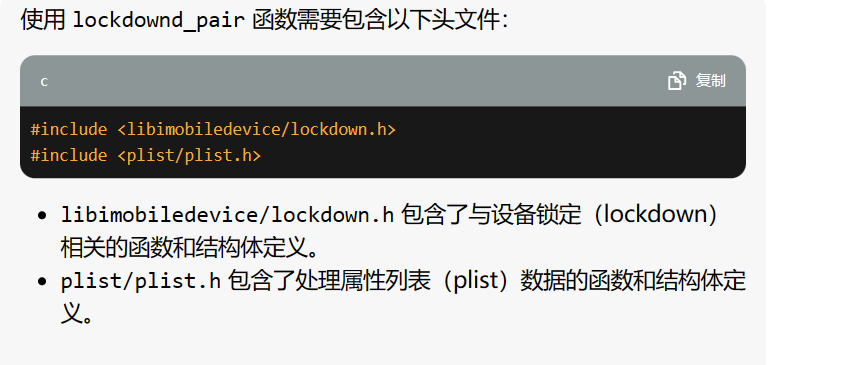 使用 lockdownd_pair 函数需要包含以下头文件：
c
复制
#include <libimobiledevice/lockdown.h>
#include <plist/plist.h>
libimobiledevice/lockdown.h 包含了与设备锁定（lockdown）
相关的函数和结构体定义。
plist/plist.h 包含了处理属性列表（plist）数据的函数和结构体定
义。